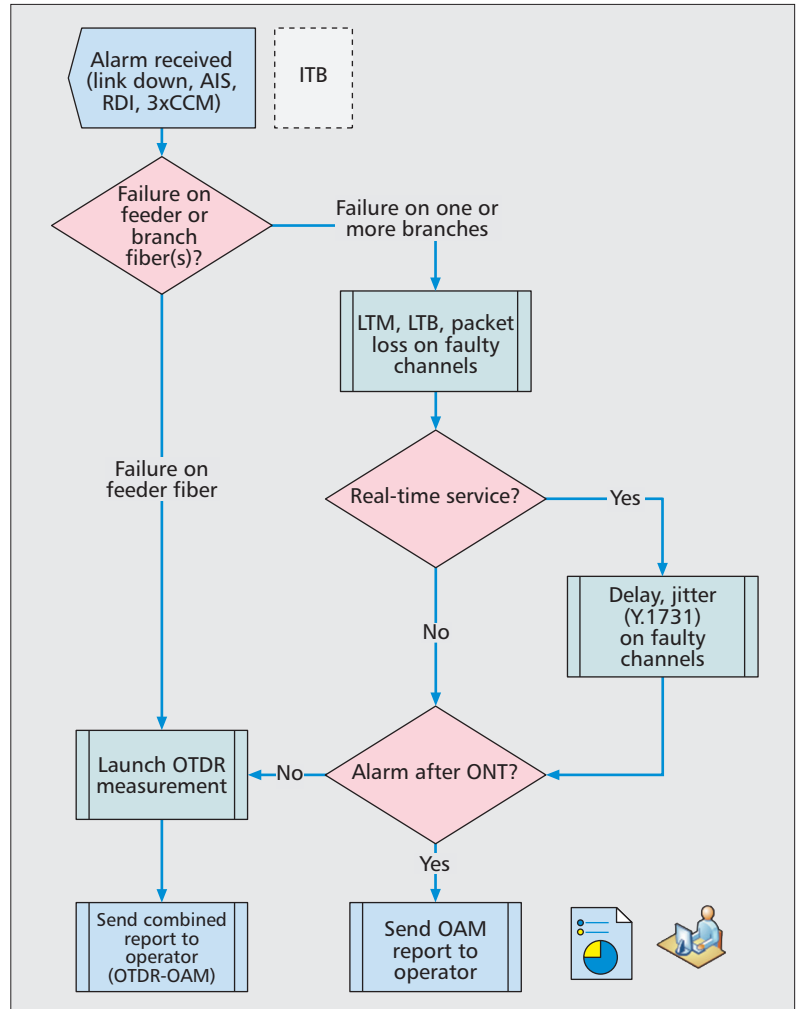 Alarm received
(link down, AIS,
RDI, 3xCCM)
ITB
Failure on
feeder or
branch
fiber(s)?
Failure on one or
more branches
LTM, LTB, packet
loss on faulty
channels
Failure on
feeder fiber
Real-time service?
Yes
No
Delay, jitter
(Y.1731)
on faulty
channels
Launch OTDR
measurement
No
Alarm after ONT?
Yes
Send combined
report to
operator
(OTDR-OAM)
Send OAM
report to
operator